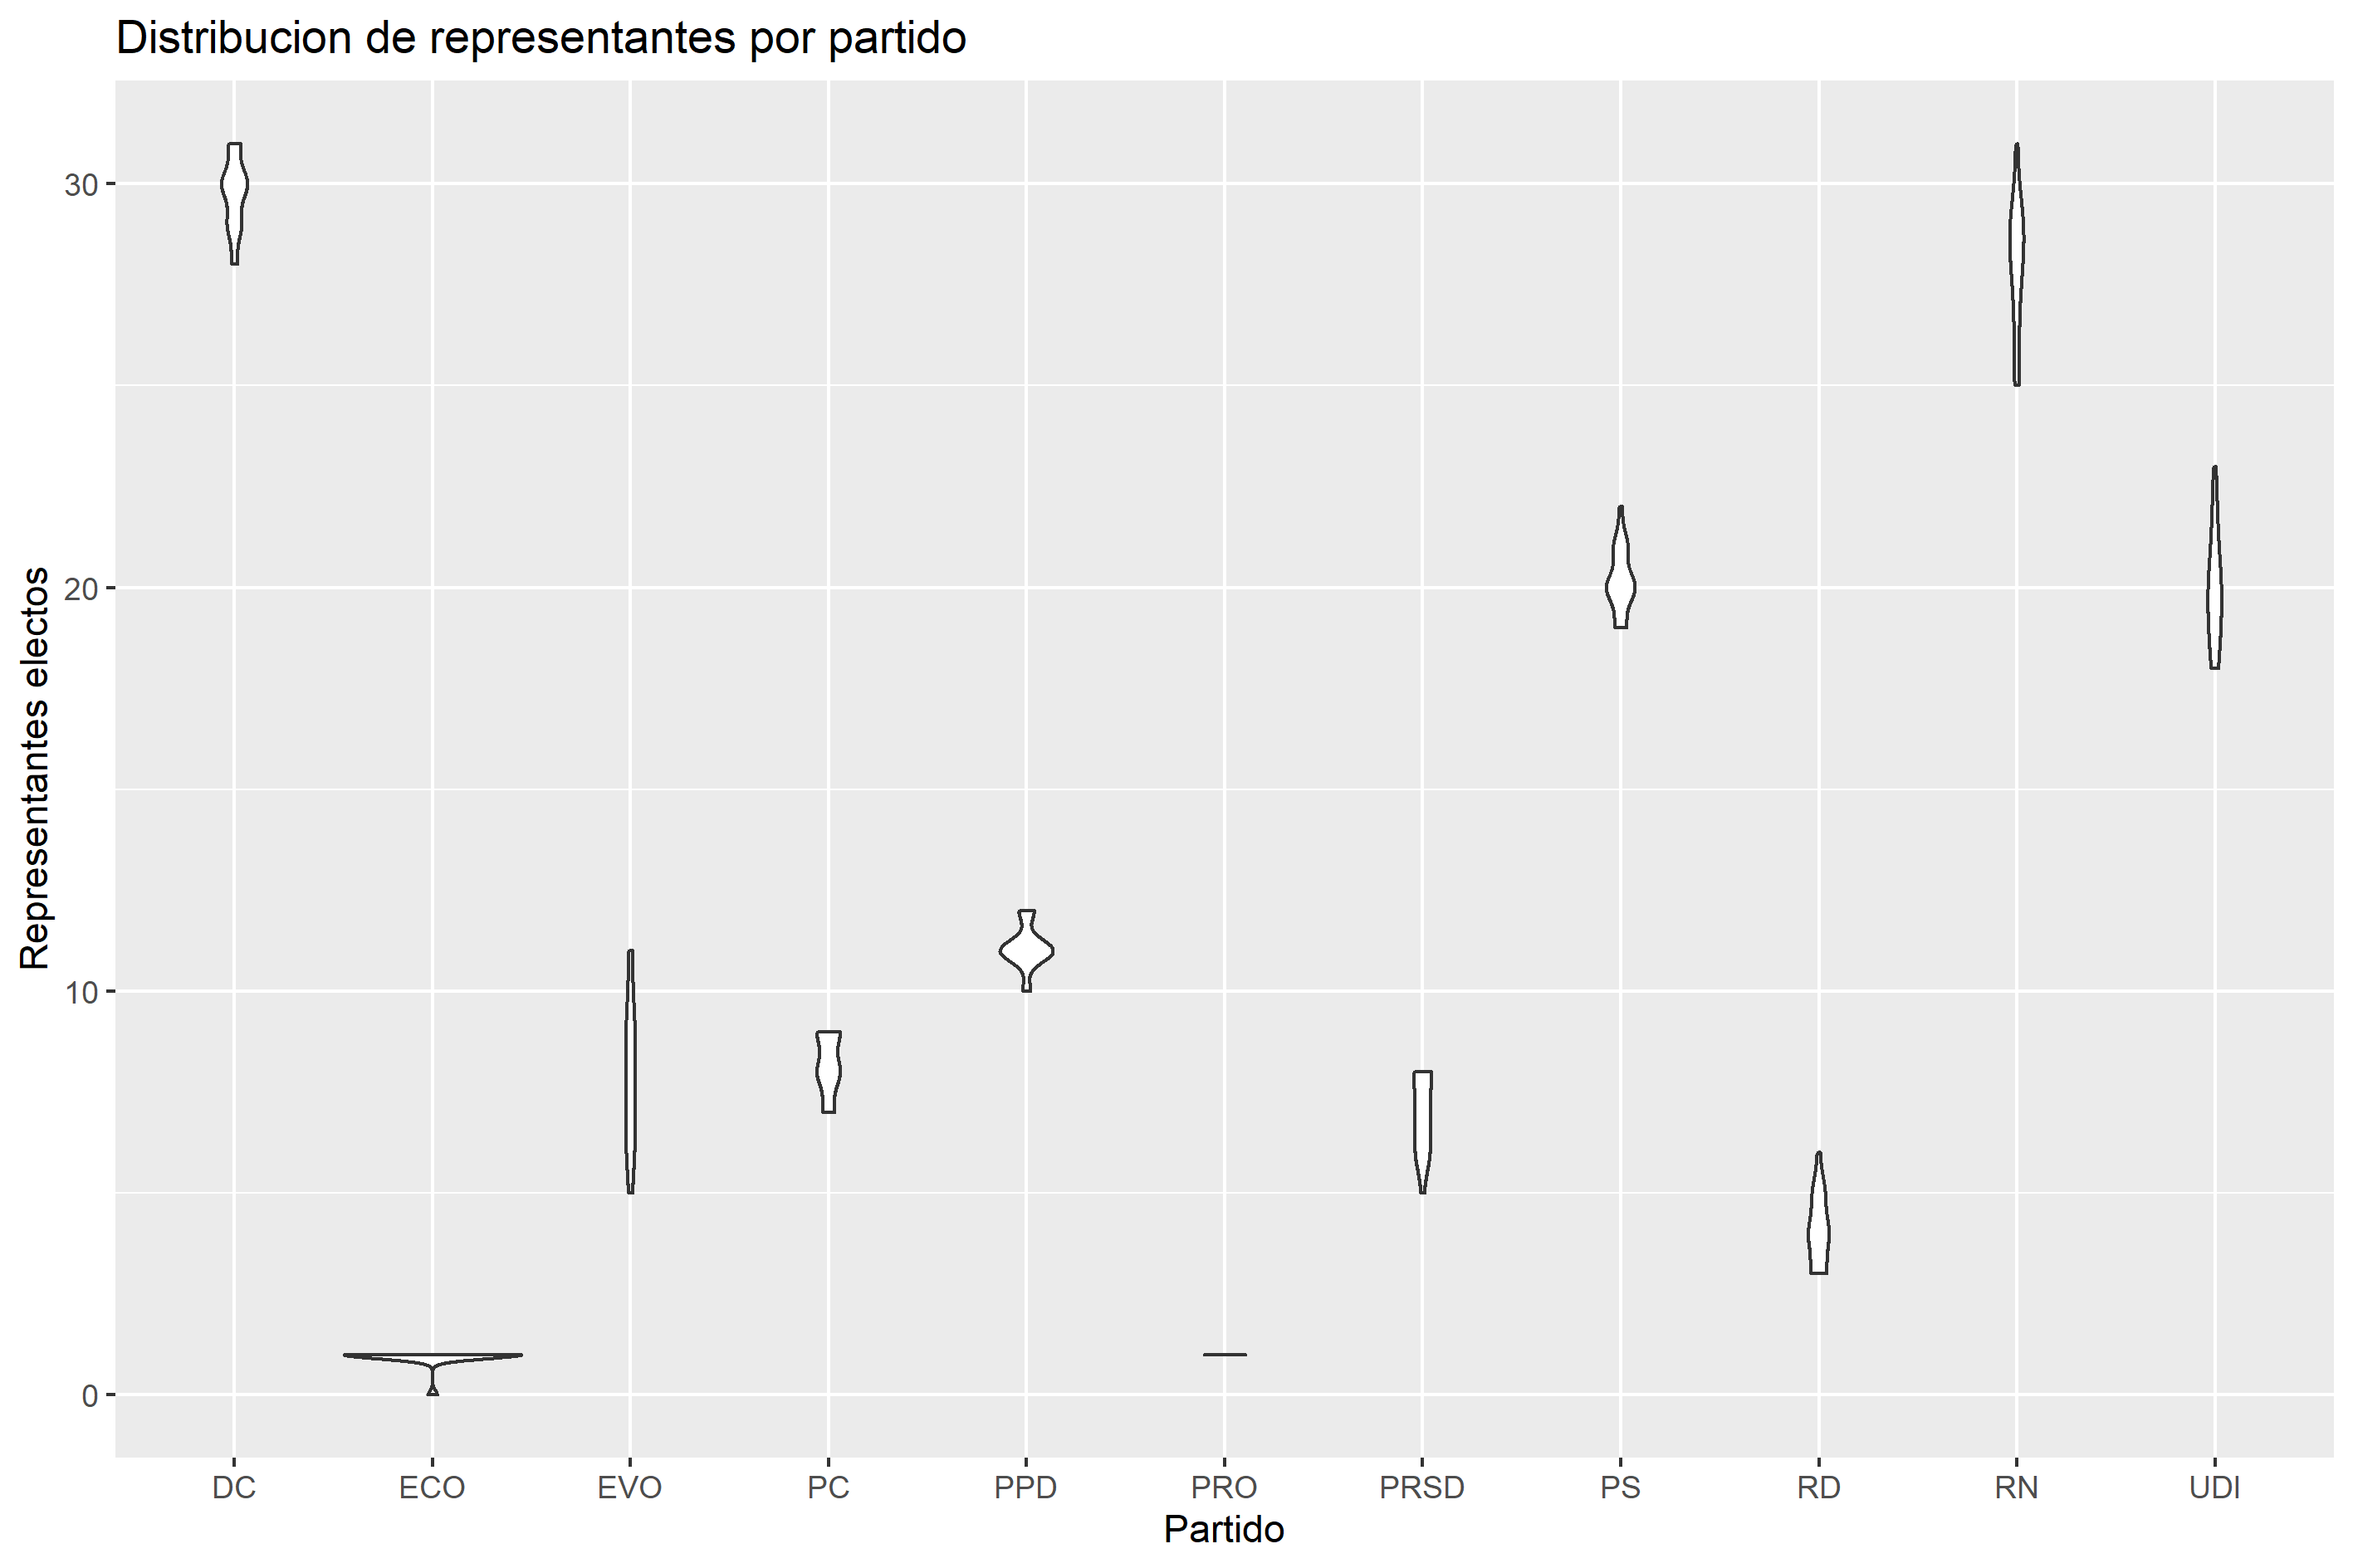 Distribucion de representantes por partido
Representantes electos
30
20
10
0
DC ECO EVO PC PPD PRO PRSD PS RD RN UDI
Partido